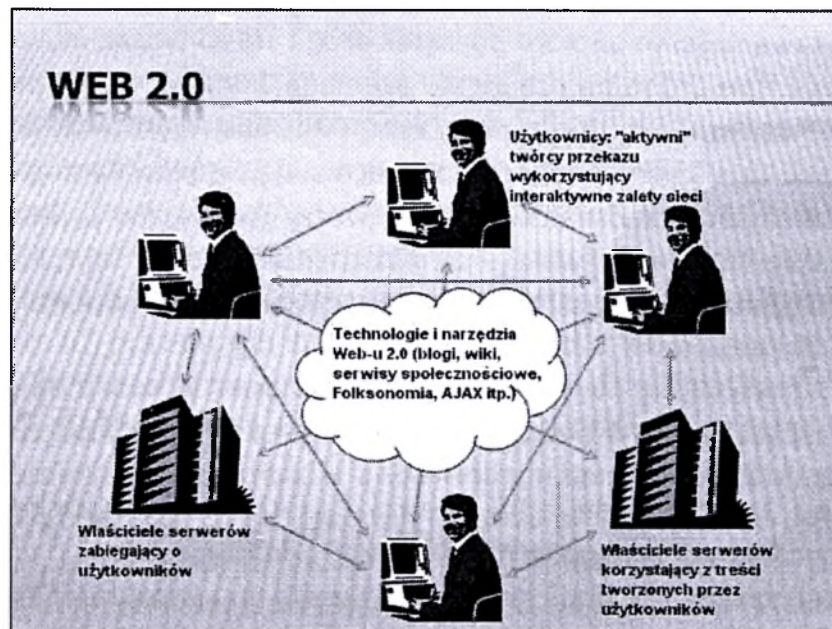 WEB 2.0
Użytkownicy: "aktywni"
twórcy przekazu
wykorzystujący
interaktywne zalety sieci
Technologie i narzędzia
Web-u 2.0 (blogi, wiki,
serwisy społecznościowe,
Folksonomia, AJAX itp.)
Właściciele serwerów
zabiegający o
użytkowników
Właściciele serwerów
korzystający z treści
tworzonych przez
użytkowników